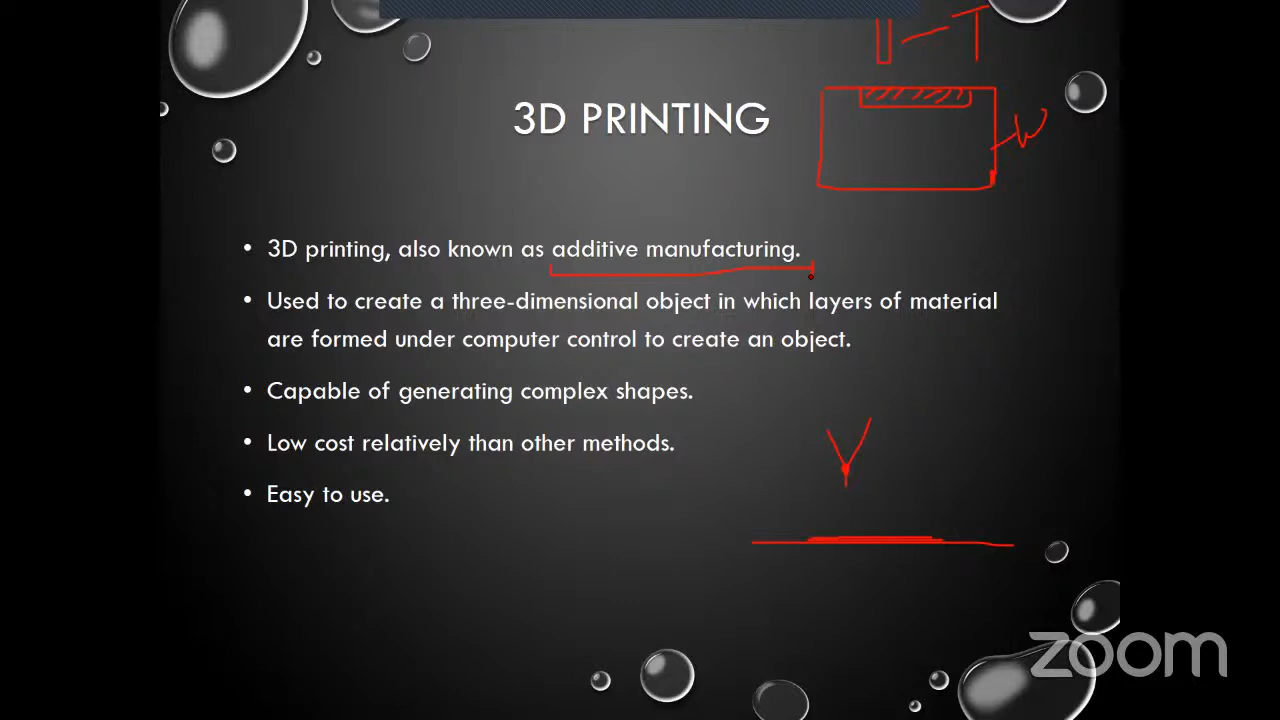 T
3D PRINTING
W
• 3D printing, also known as additive manufacturing.
• Used to create a three-dimensional object in which layers of material
are formed under computer control to create an object.
• Capable of generating complex shapes.
• Low cost relatively than other methods.
• Easy to use.
zoom